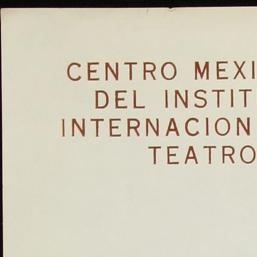 CENTRO MEXI
DEL INSTIT
INTERNACION
TEATRO